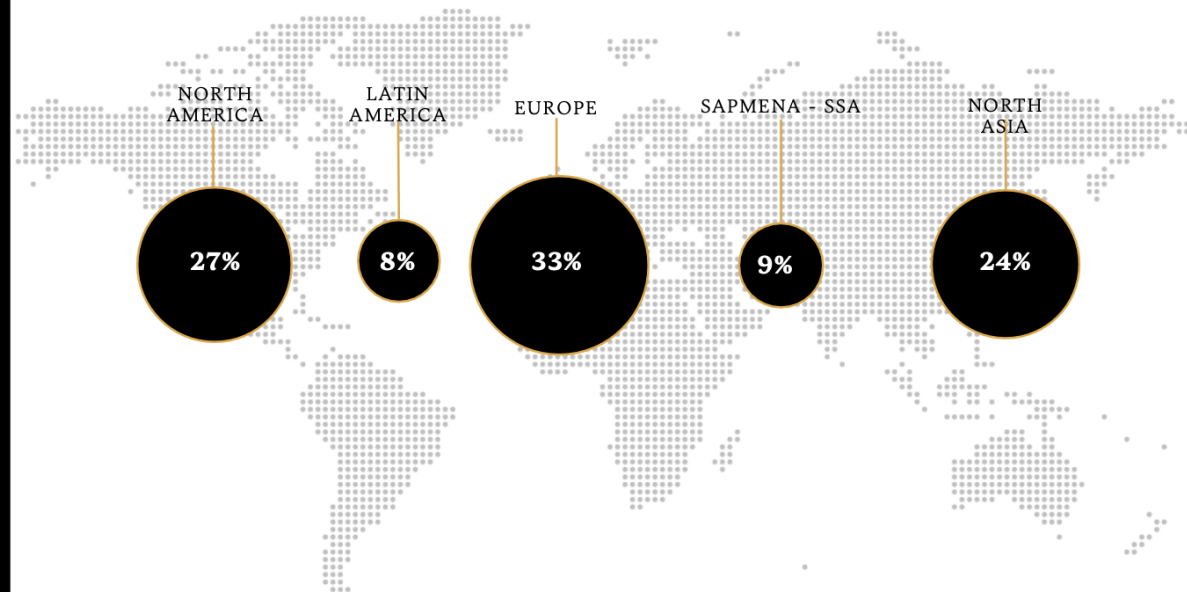 NORTH
AMERICA
LATIN
AMERICA
EUROPE
SAPMENA - SSA
NORTH
ASIA
27%
8%
33%
9%
24%